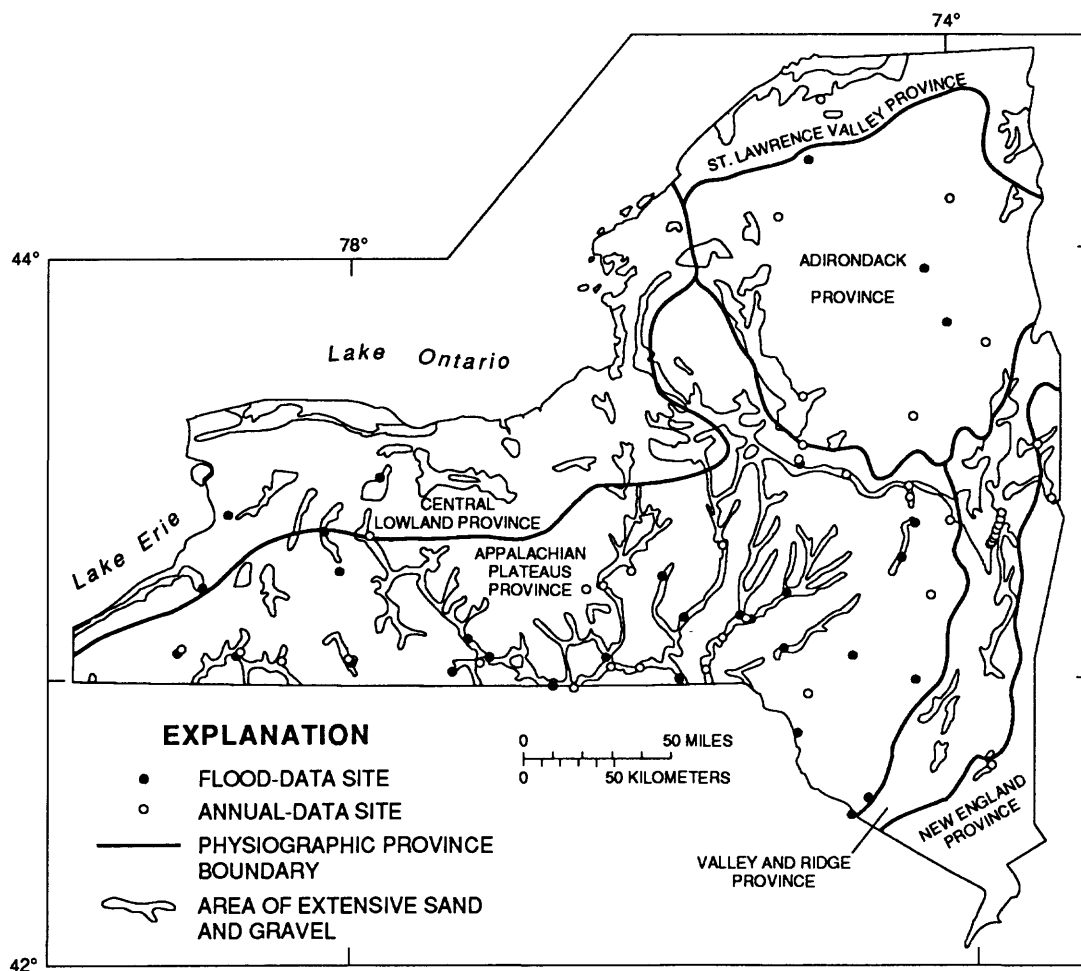 74°
ST. LAWRENCE VALLEY PROVINCE
44°
78°
ADIRONDACK
PROVINCE
Lake Ontario
Lake Erie
CENTRAL
LOWLAND PROVINCE
APPALACHIAN
PLATEAUS
PROVINCE
EXPLANATION
FLOOD-DATA SITE
ANNUAL-DATA SITE
PHYSIOGRAPHIC PROVINCE
BOUNDARY
AREA OF EXTENSIVE SAND
AND GRAVEL
0 50 MILES
0 50 KILOMETERS
NEW ENGLAND
PROVINCE
VALLEY AND RIDGE
PROVINCE
42°